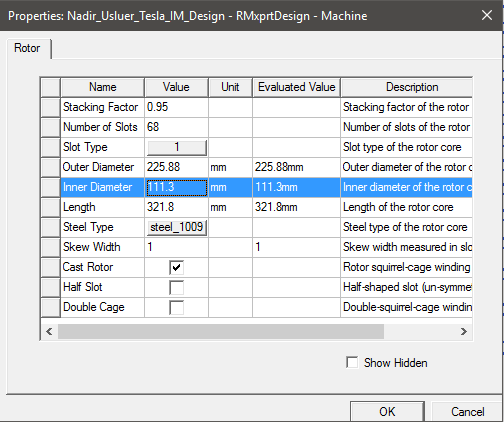 Properties: Nadir_Usluer_Tesla_IM_Design - RMxprtDesign - Machine
Rotor
Name Value Unit Evaluated Value Description
Stacking Factor 0.95 Stacking factor of the rotor
Number of Slots 68 Number of slots of the rotor
Slot Type 1 Slot type of the rotor core
Outer Diameter 225.88 mm 225.88mm Outer diameter of the rotor c
Inner Diameter 111.3 mm 111.3mm Inner diameter of the rotor c
Length 321.8 mm 321.8mm Length of the rotor core
Steel Type steel_1009 Steel type of the rotor core
Skew Width 1 1 Skew width measured in slo
Cast Rotor Rotor squirrel-cage winding
Half Slot Half-shaped slot (un-symme
Double Cage Double-squirrel-cage windin
Show Hidden
OK Cancel